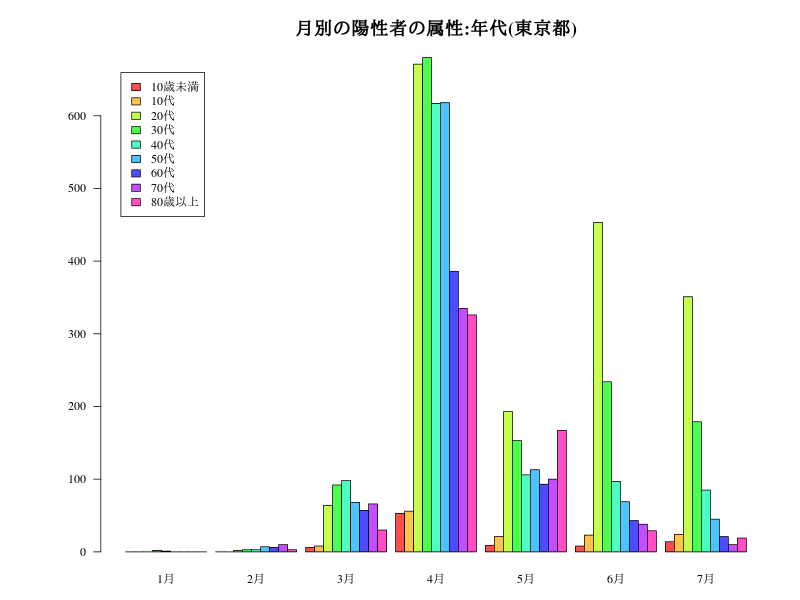 月別の陽性者の属性:年代(東京都)
10歳未満
10代
20代
30代
40代
50代
60代
70代
80歳以上
600
500
400
300
200
100
0
1月 2月 3月 4月 5月 6月 7月